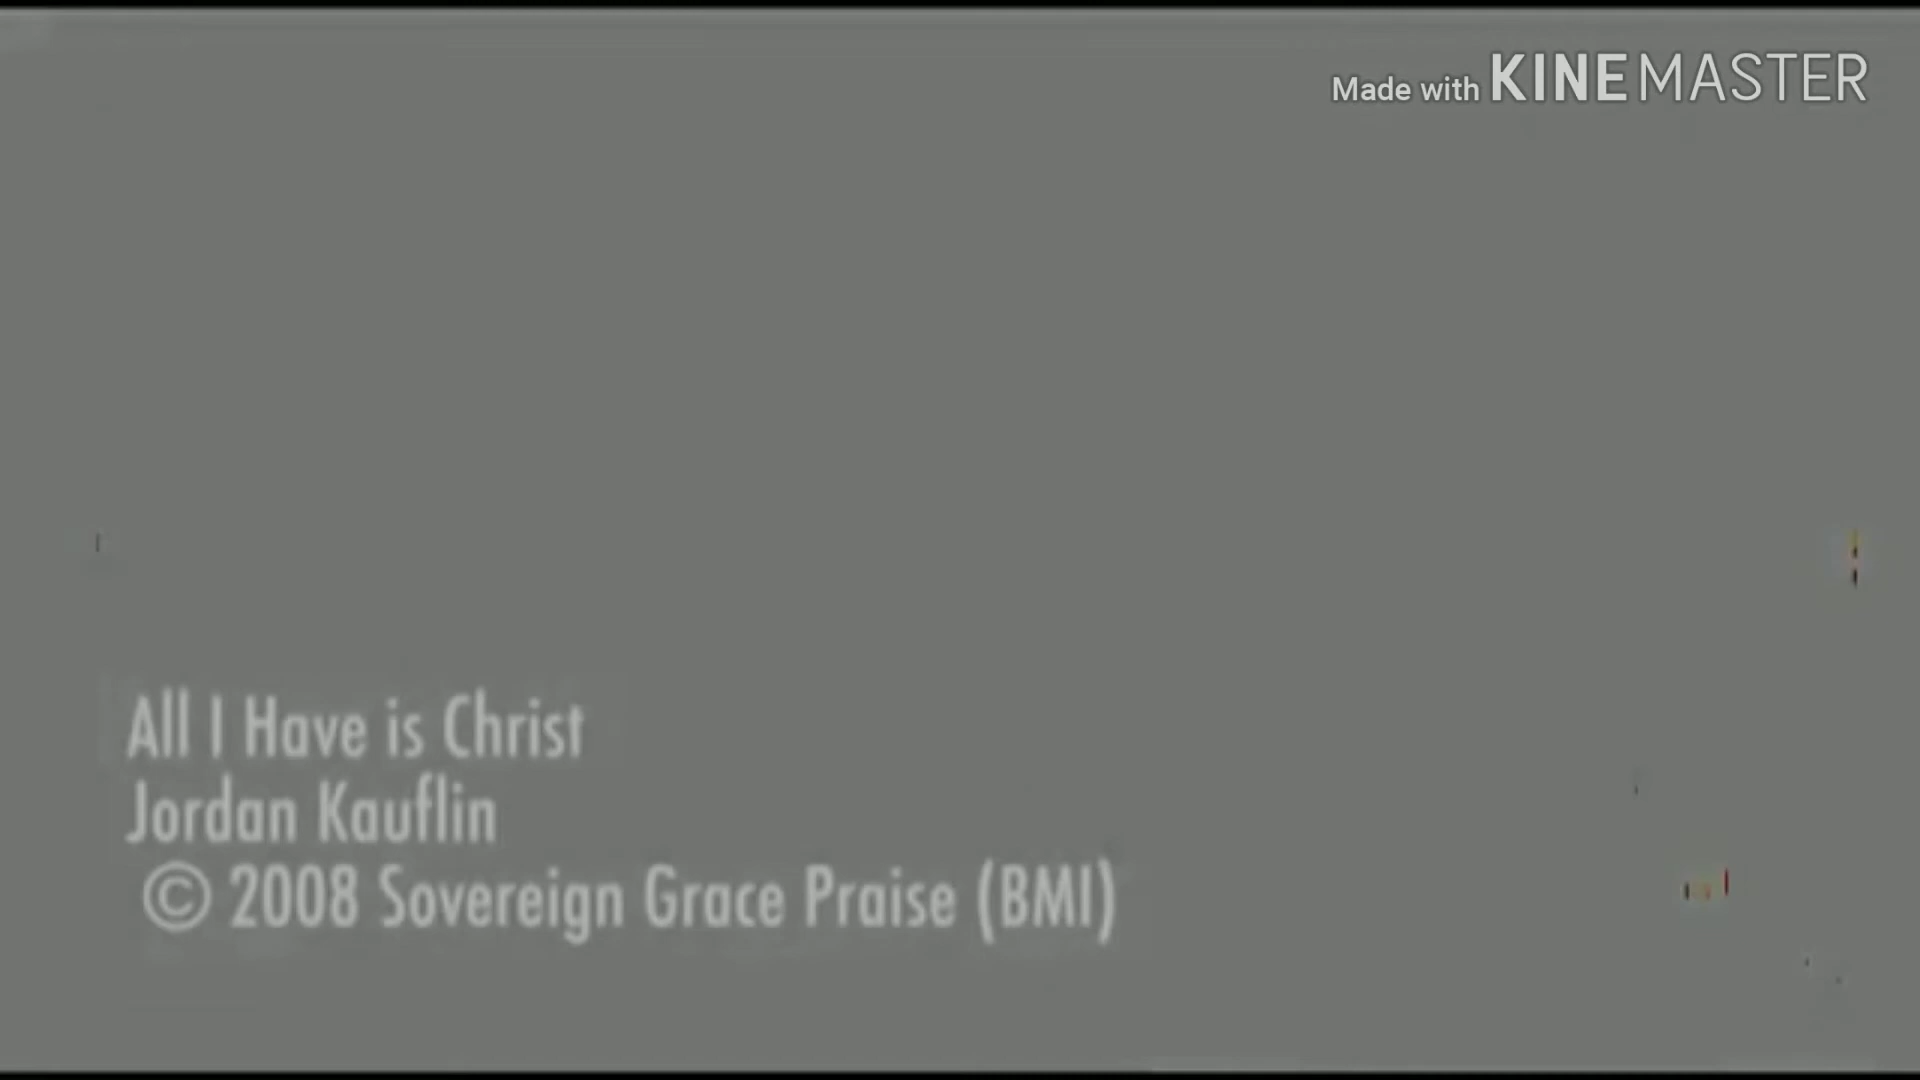 Made with KINEMASTER
All I Have is Christ
Jordan Kauflin
© 2008 Sovereign Grace Praise (BMI)